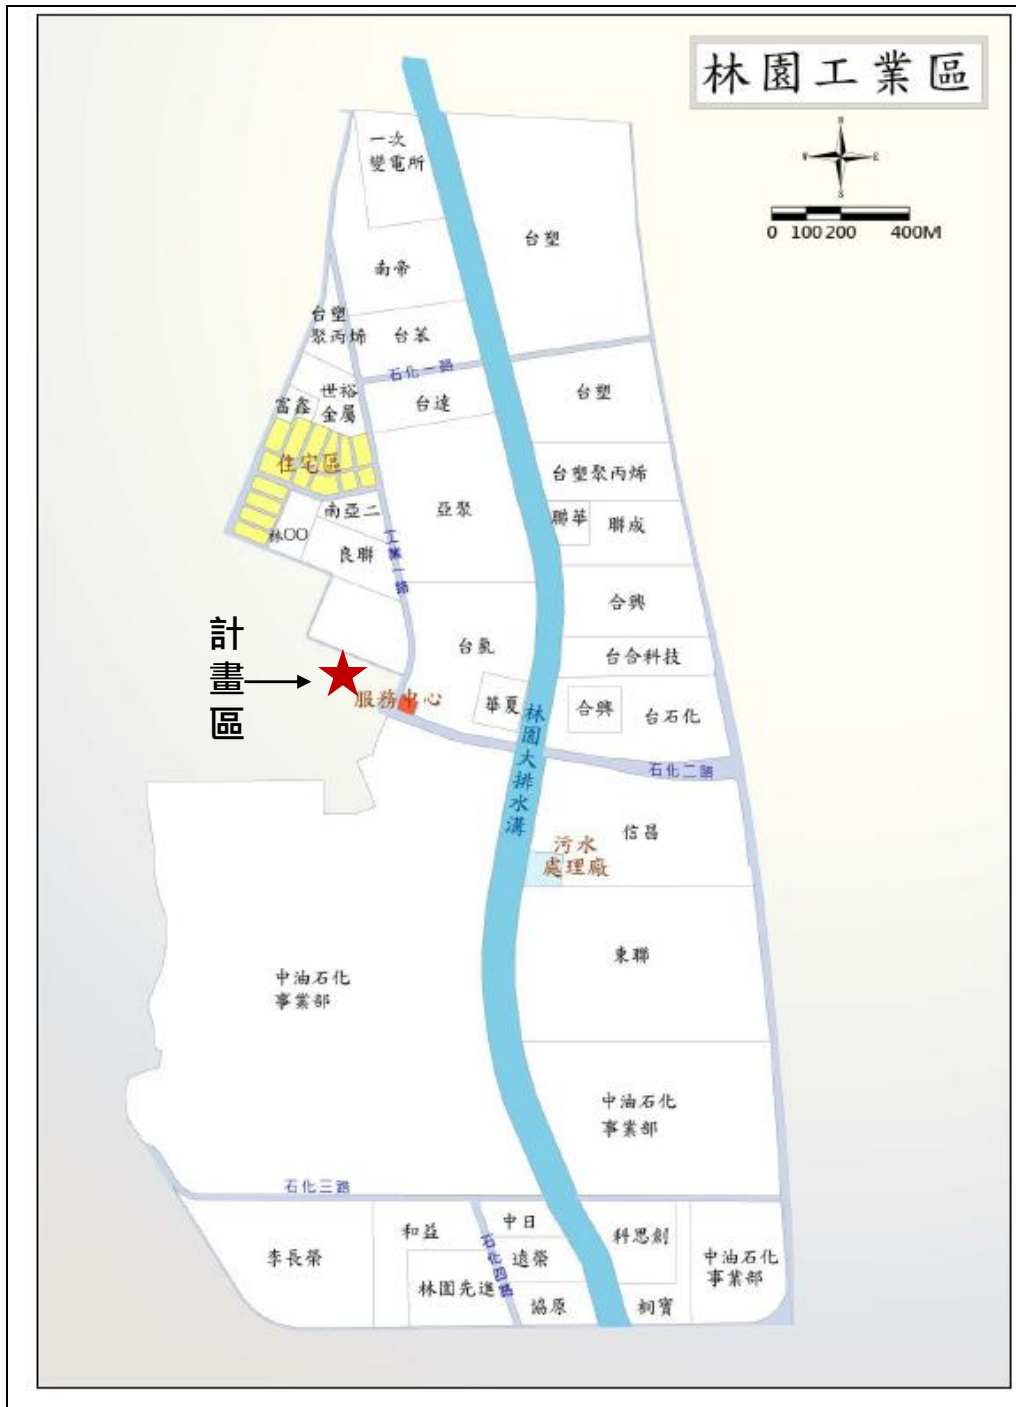 林園工業區
N
W
E
S
0 100 200 400M
一次
變電所
台塑
南帝
台塑
聚丙烯
台苯
石化一路
世裕
金屬
富鑫
台達
台塑
住宅區
台塑聚丙烯
南亞二
亞聚
聯華
聯成
林OO
良聯
工業一路
合興
計
畫
區
台氯
台合科技
服務中心
華夏
合興
台石化
林園大排水溝
石化二路
信昌
污水
處理廠
東聯
中油石化
事業部
中油石化
事業部
石化三路
李長榮
和益
中日
科思創
石化四路
遠榮
中油石化
事業部
林園先進
協原
祠寶